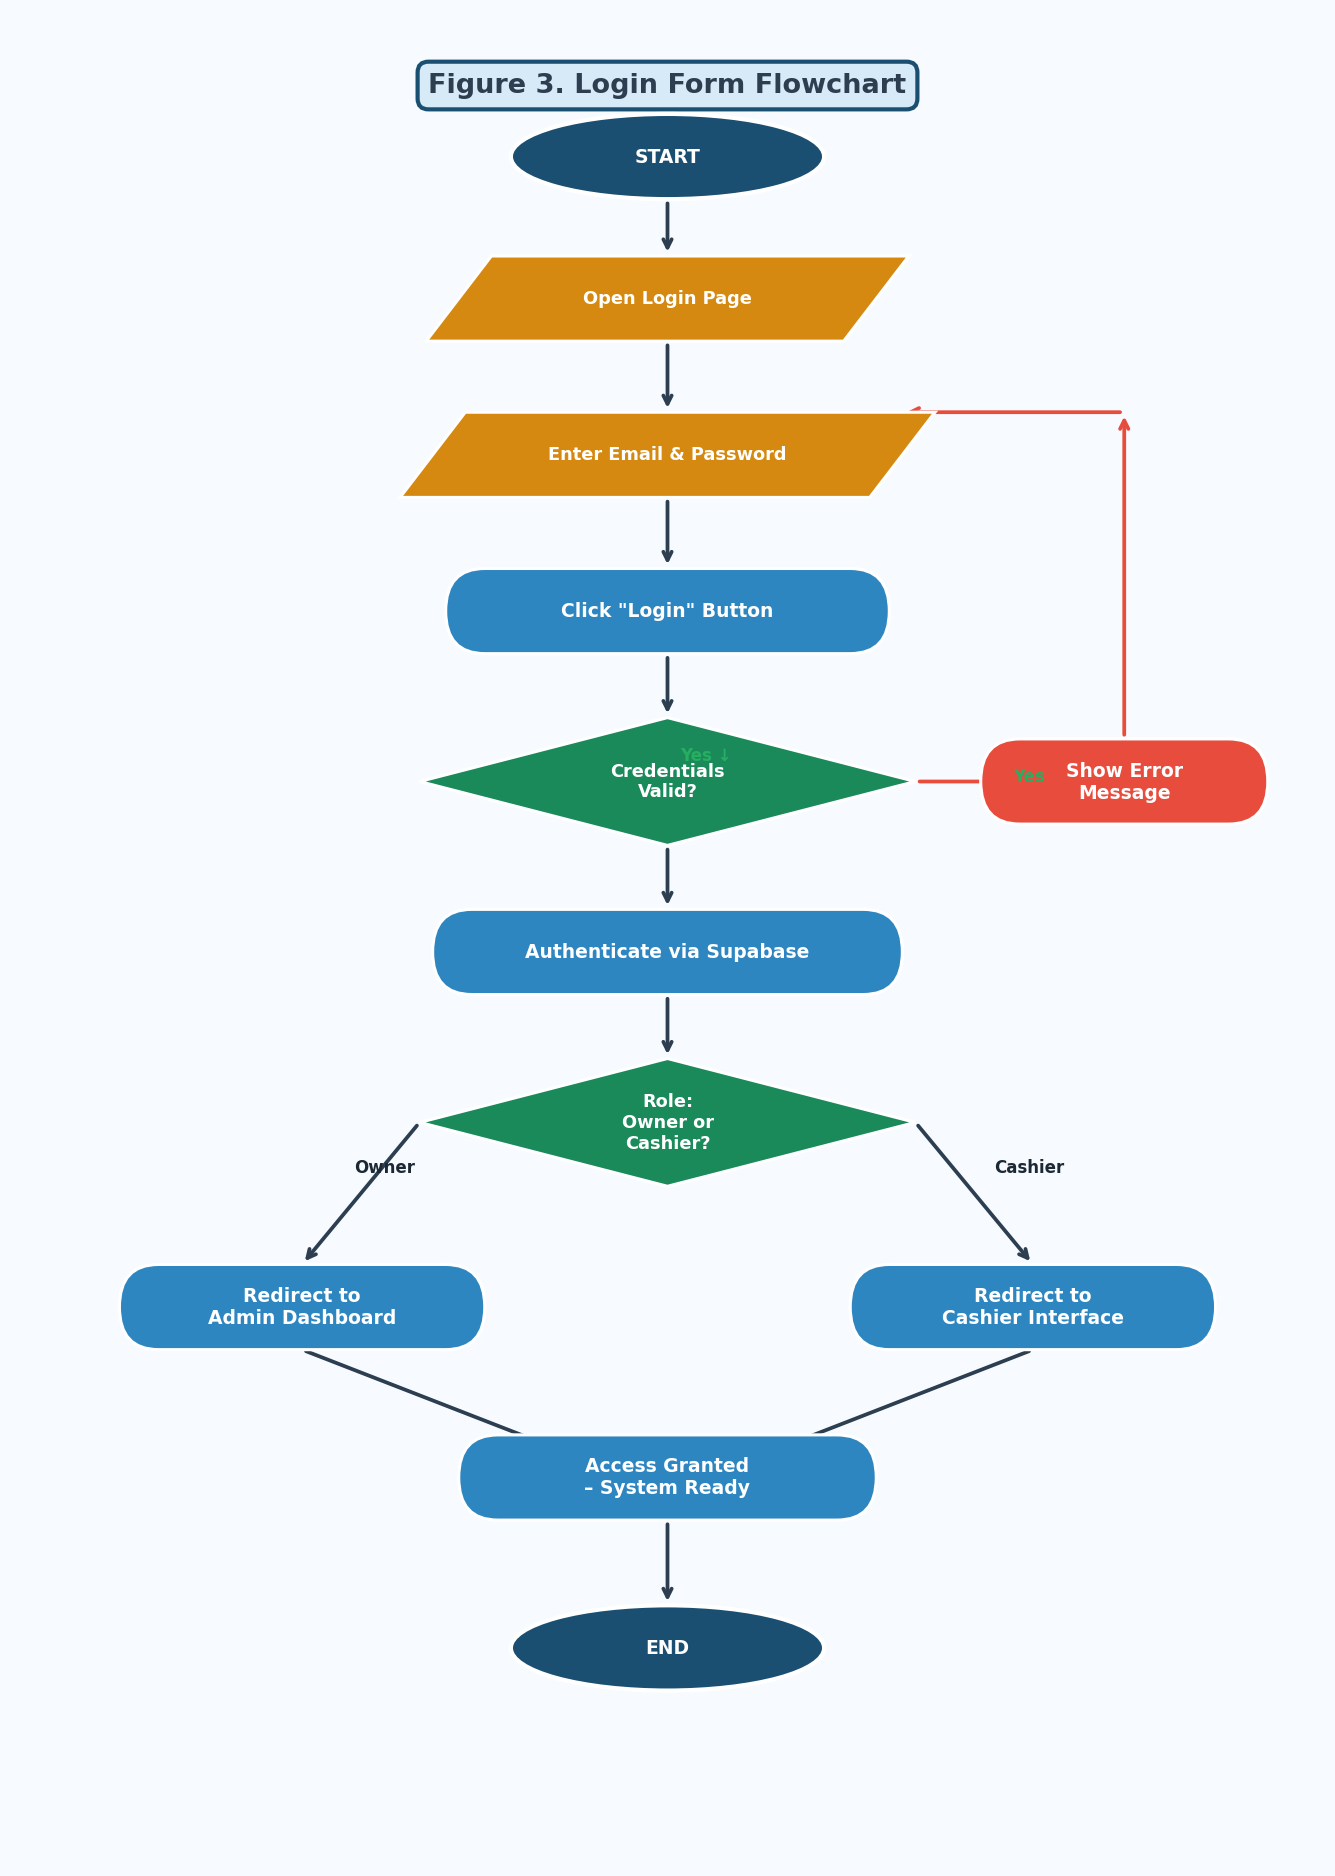 Figure 3. Login Form Flowchart
START
Open Login Page
Enter Email & Password
Click "Login" Button
Yes ↓
Credentials
Valid?
Yes
Show Error
Message
Authenticate via Supabase
Role:
Owner or
Cashier?
Owner
Cashier
Redirect to
Admin Dashboard
Redirect to
Cashier Interface
Access Granted
– System Ready
END